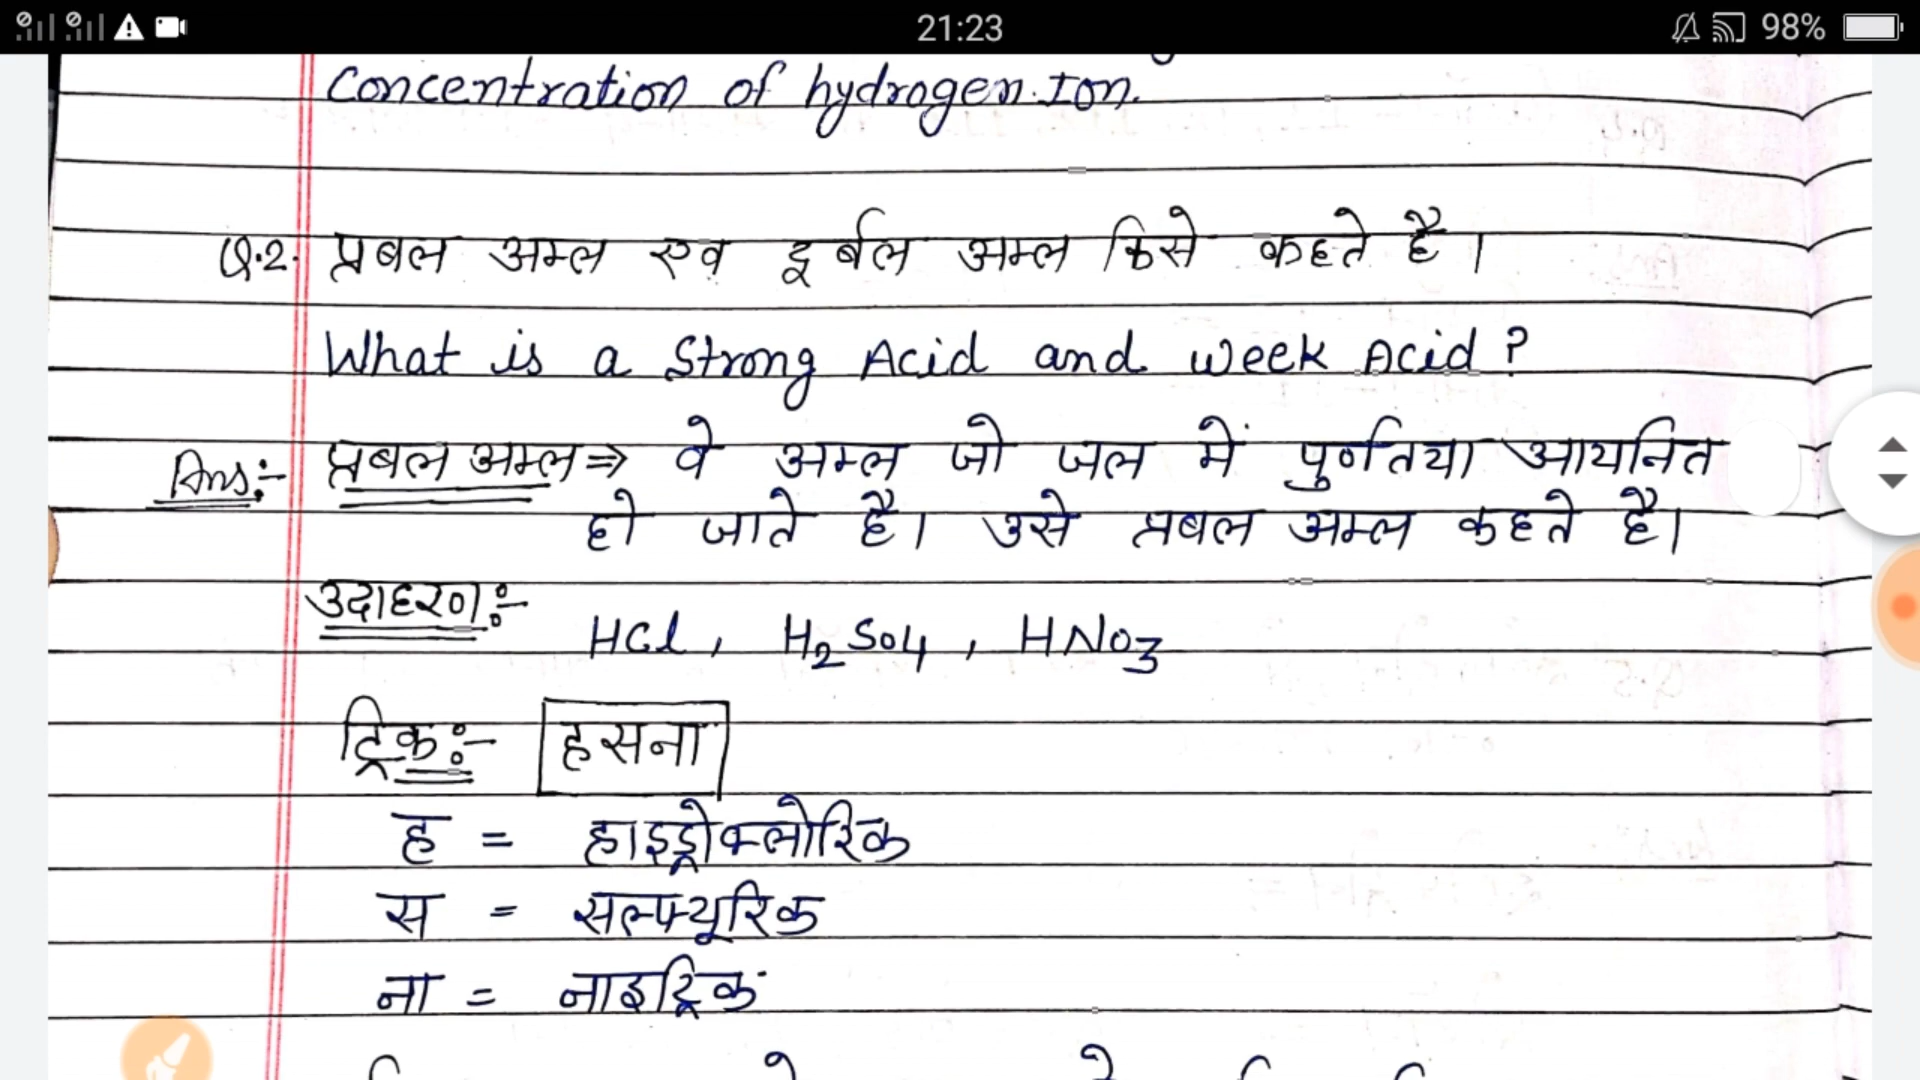 21:23
98%
Concentration of hydrogen Ion.
Q.2. प्रबल अम्ल एवं दूर्बल अम्ल किसे कहते है।
What is a Strong Acid and week Acid?
Ans:- प्रबल अम्ल⇒ वे अम्ल जो जल में पुर्णतिया आयनित
हो जाते है। उसे प्रबल अम्ल कहते है।
उदाहरण:-
HCl, H₂So4, HNO3
ट्रिक:- हसना
ह = हाइड्रोक्लोरिक
स = सल्फ्यूरिक
ना = नाइट्रिक